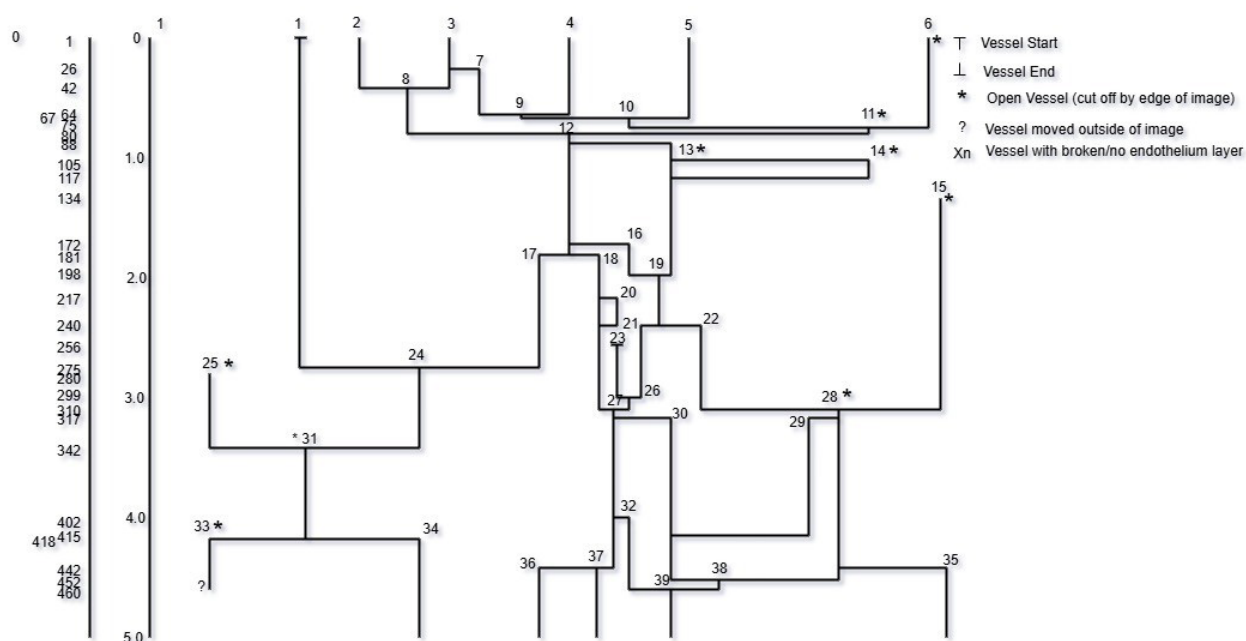 0 1 1 0 1 2 3 4 5 6
* ⊤ Vessel Start
26 7
⊥ Vessel End
42 8
* Open Vessel (cut off by edge of image)
64 9 10 11 *
67 75
? Vessel moved outside of image
80 12
88
Xn Vessel with broken/no endothelium layer
105 1.0 13 * 14 *
117
134 15 *
172 16
181 17 18
198 2.0 19
217 20
240 21 22
256 23
275 25 * 24
280
299 3.0 26
310 27 28 *
317 30 29
342 * 31
402 4.0 32
415 33 * 34
418
442 36 37 38 35
452 ? 39
460
5.0